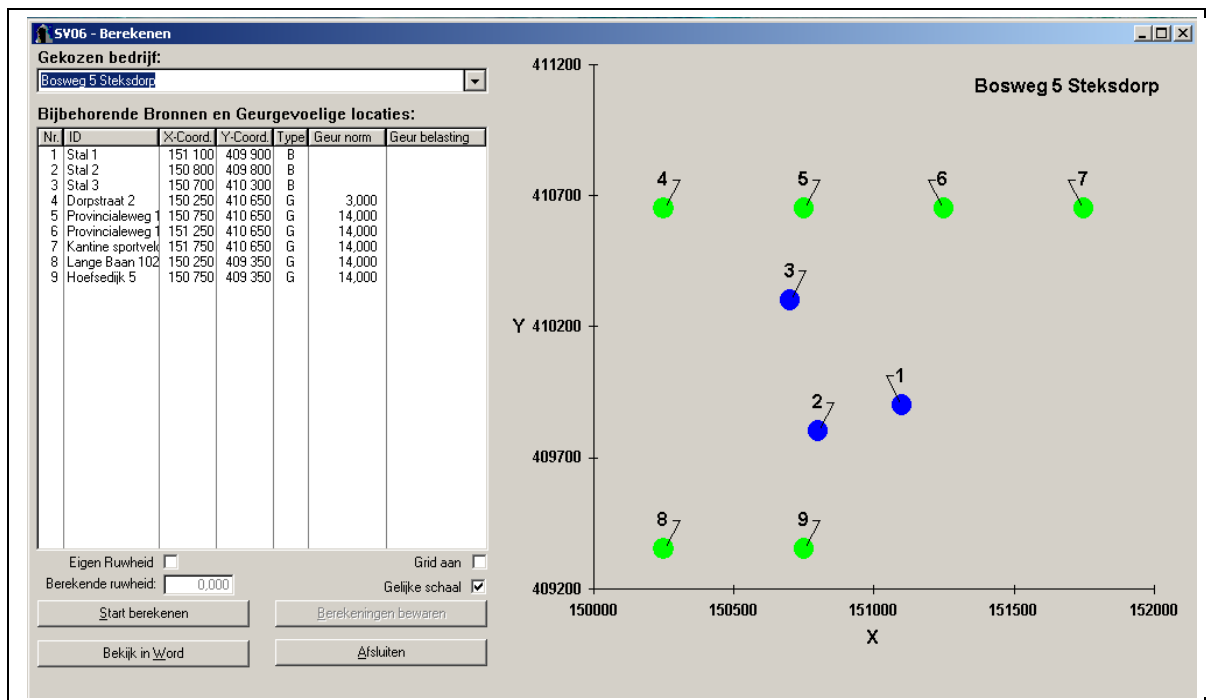 SV06 - Berekenen
Gekozen bedrijf:
Bosweg 5 Steksdorp
Bijbehorende Bronnen en Geurgevoelige locaties:
Nr. ID X-Coord. Y-Coord. Type Geur norm Geur belasting
1 Stal 1 151 100 409 900 B
2 Stal 2 150 800 409 800 B
3 Stal 3 150 700 410 300 B
4 Dorpstraat 2 150 250 410 650 G 3,000
5 Provincialeweg 1 150 750 410 650 G 14,000
6 Provincialeweg 1 151 250 410 650 G 14,000
7 Kantine sportveld 151 750 410 650 G 14,000
8 Lange Baan 102 150 250 409 350 G 14,000
9 Hoefsedijk 5 150 750 409 350 G 14,000
Eigen Ruwheid
Grid aan
Berekende ruwheid: 0,000
Gelijke schaal
Start berekenen
Berekeningen bewaren
Bekijk in Word
Afsluiten
Bosweg 5 Steksdorp
411200
4 5 6 7
410700
3
Y 410200
1
2
409700
8 9
409200
150000 150500 151000 151500 152000
X